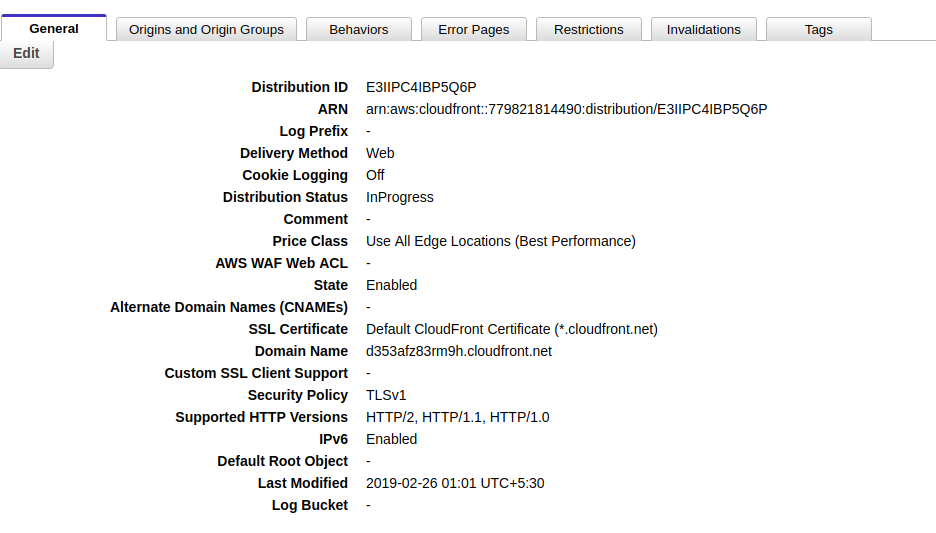 General Origins and Origin Groups Behaviors Error Pages Restrictions Invalidations Tags
Edit
Distribution ID E3IIPC4IBP5Q6P
ARN arn:aws:cloudfront::779821814490:distribution/E3IIPC4IBP5Q6P
Log Prefix -
Delivery Method Web
Cookie Logging Off
Distribution Status InProgress
Comment -
Price Class Use All Edge Locations (Best Performance)
AWS WAF Web ACL -
State Enabled
Alternate Domain Names (CNAMEs) -
SSL Certificate Default CloudFront Certificate (*.cloudfront.net)
Domain Name d353afz83rm9h.cloudfront.net
Custom SSL Client Support -
Security Policy TLSv1
Supported HTTP Versions HTTP/2, HTTP/1.1, HTTP/1.0
IPv6 Enabled
Default Root Object -
Last Modified 2019-02-26 01:01 UTC+5:30
Log Bucket -